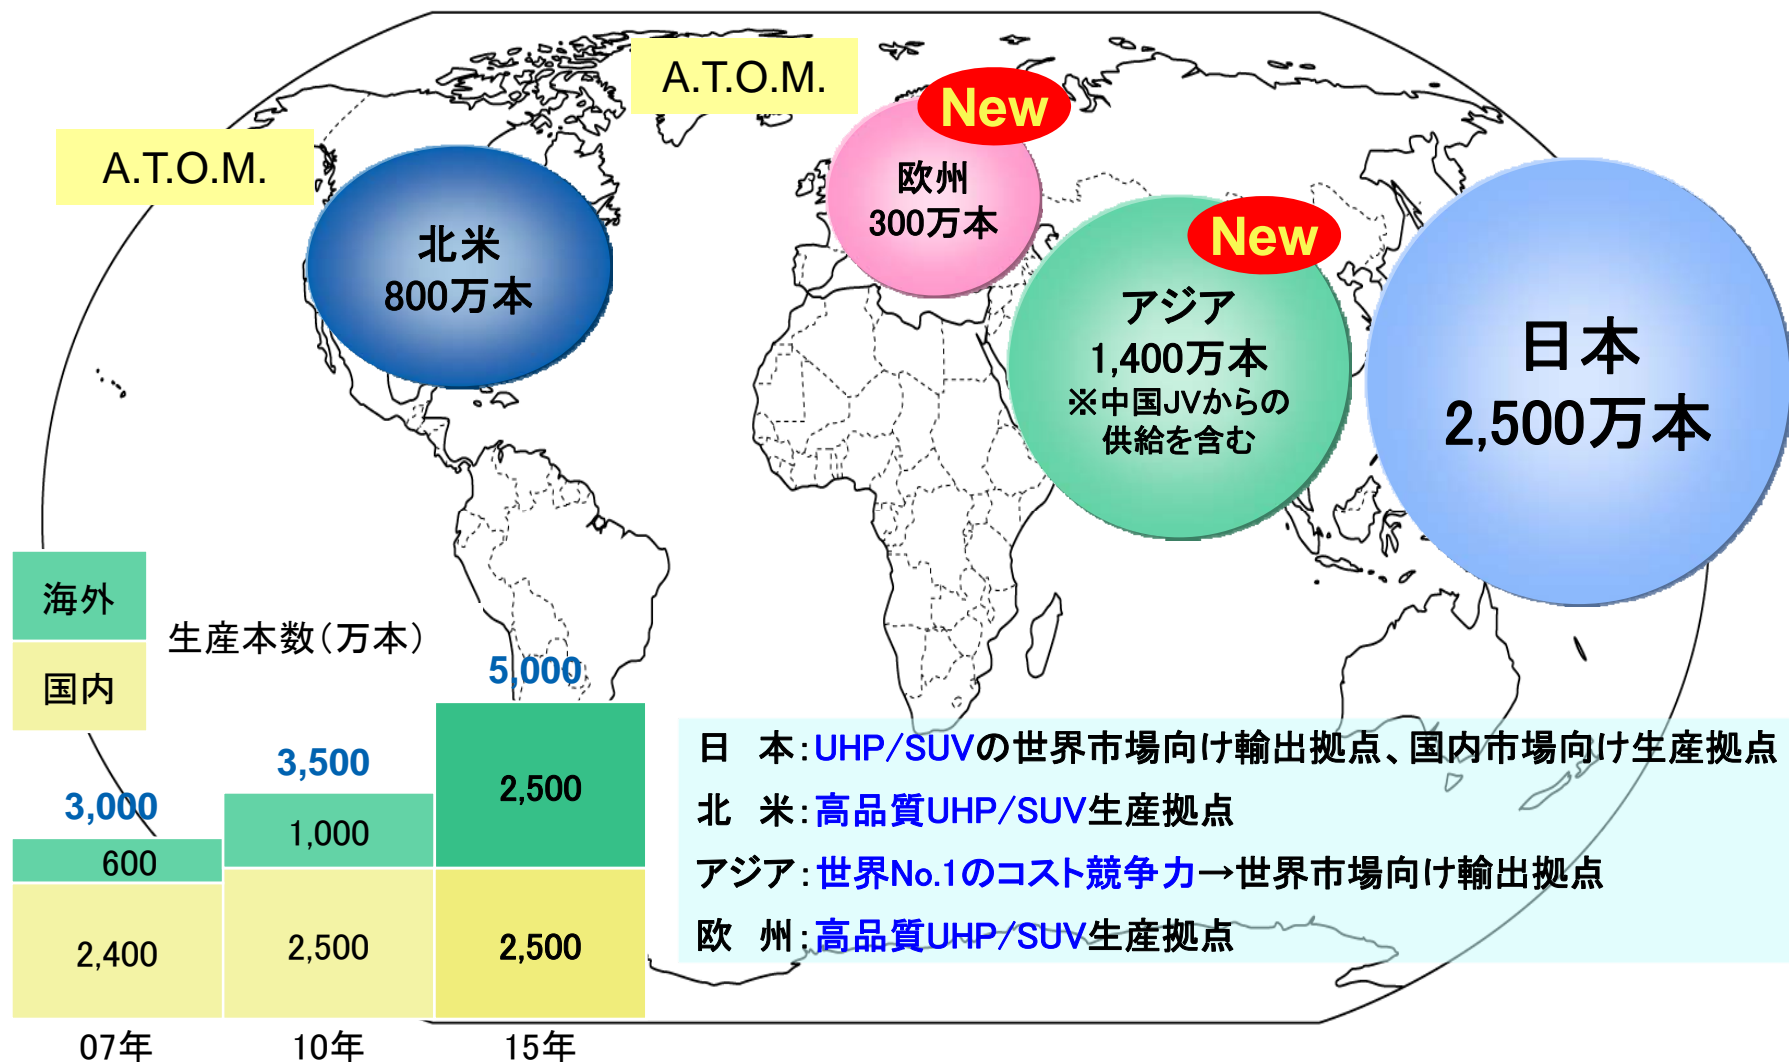 A.T.O.M.
A.T.O.M.
New
欧州
300万本
北米
800万本
New
アジア
1,400万本
※中国JVからの
供給を含む
日本
2,500万本
海外
国内
生産本数(万本)
5,000
3,500
3,000
2,500
1,000
600
2,500
2,500
2,400
07年
10年
15年
日 本:UHP/SUVの世界市場向け輸出拠点、国内市場向け生産拠点
北 米:高品質UHP/SUV生産拠点
アジア:世界No.1のコスト競争力→世界市場向け輸出拠点
欧 州:高品質UHP/SUV生産拠点